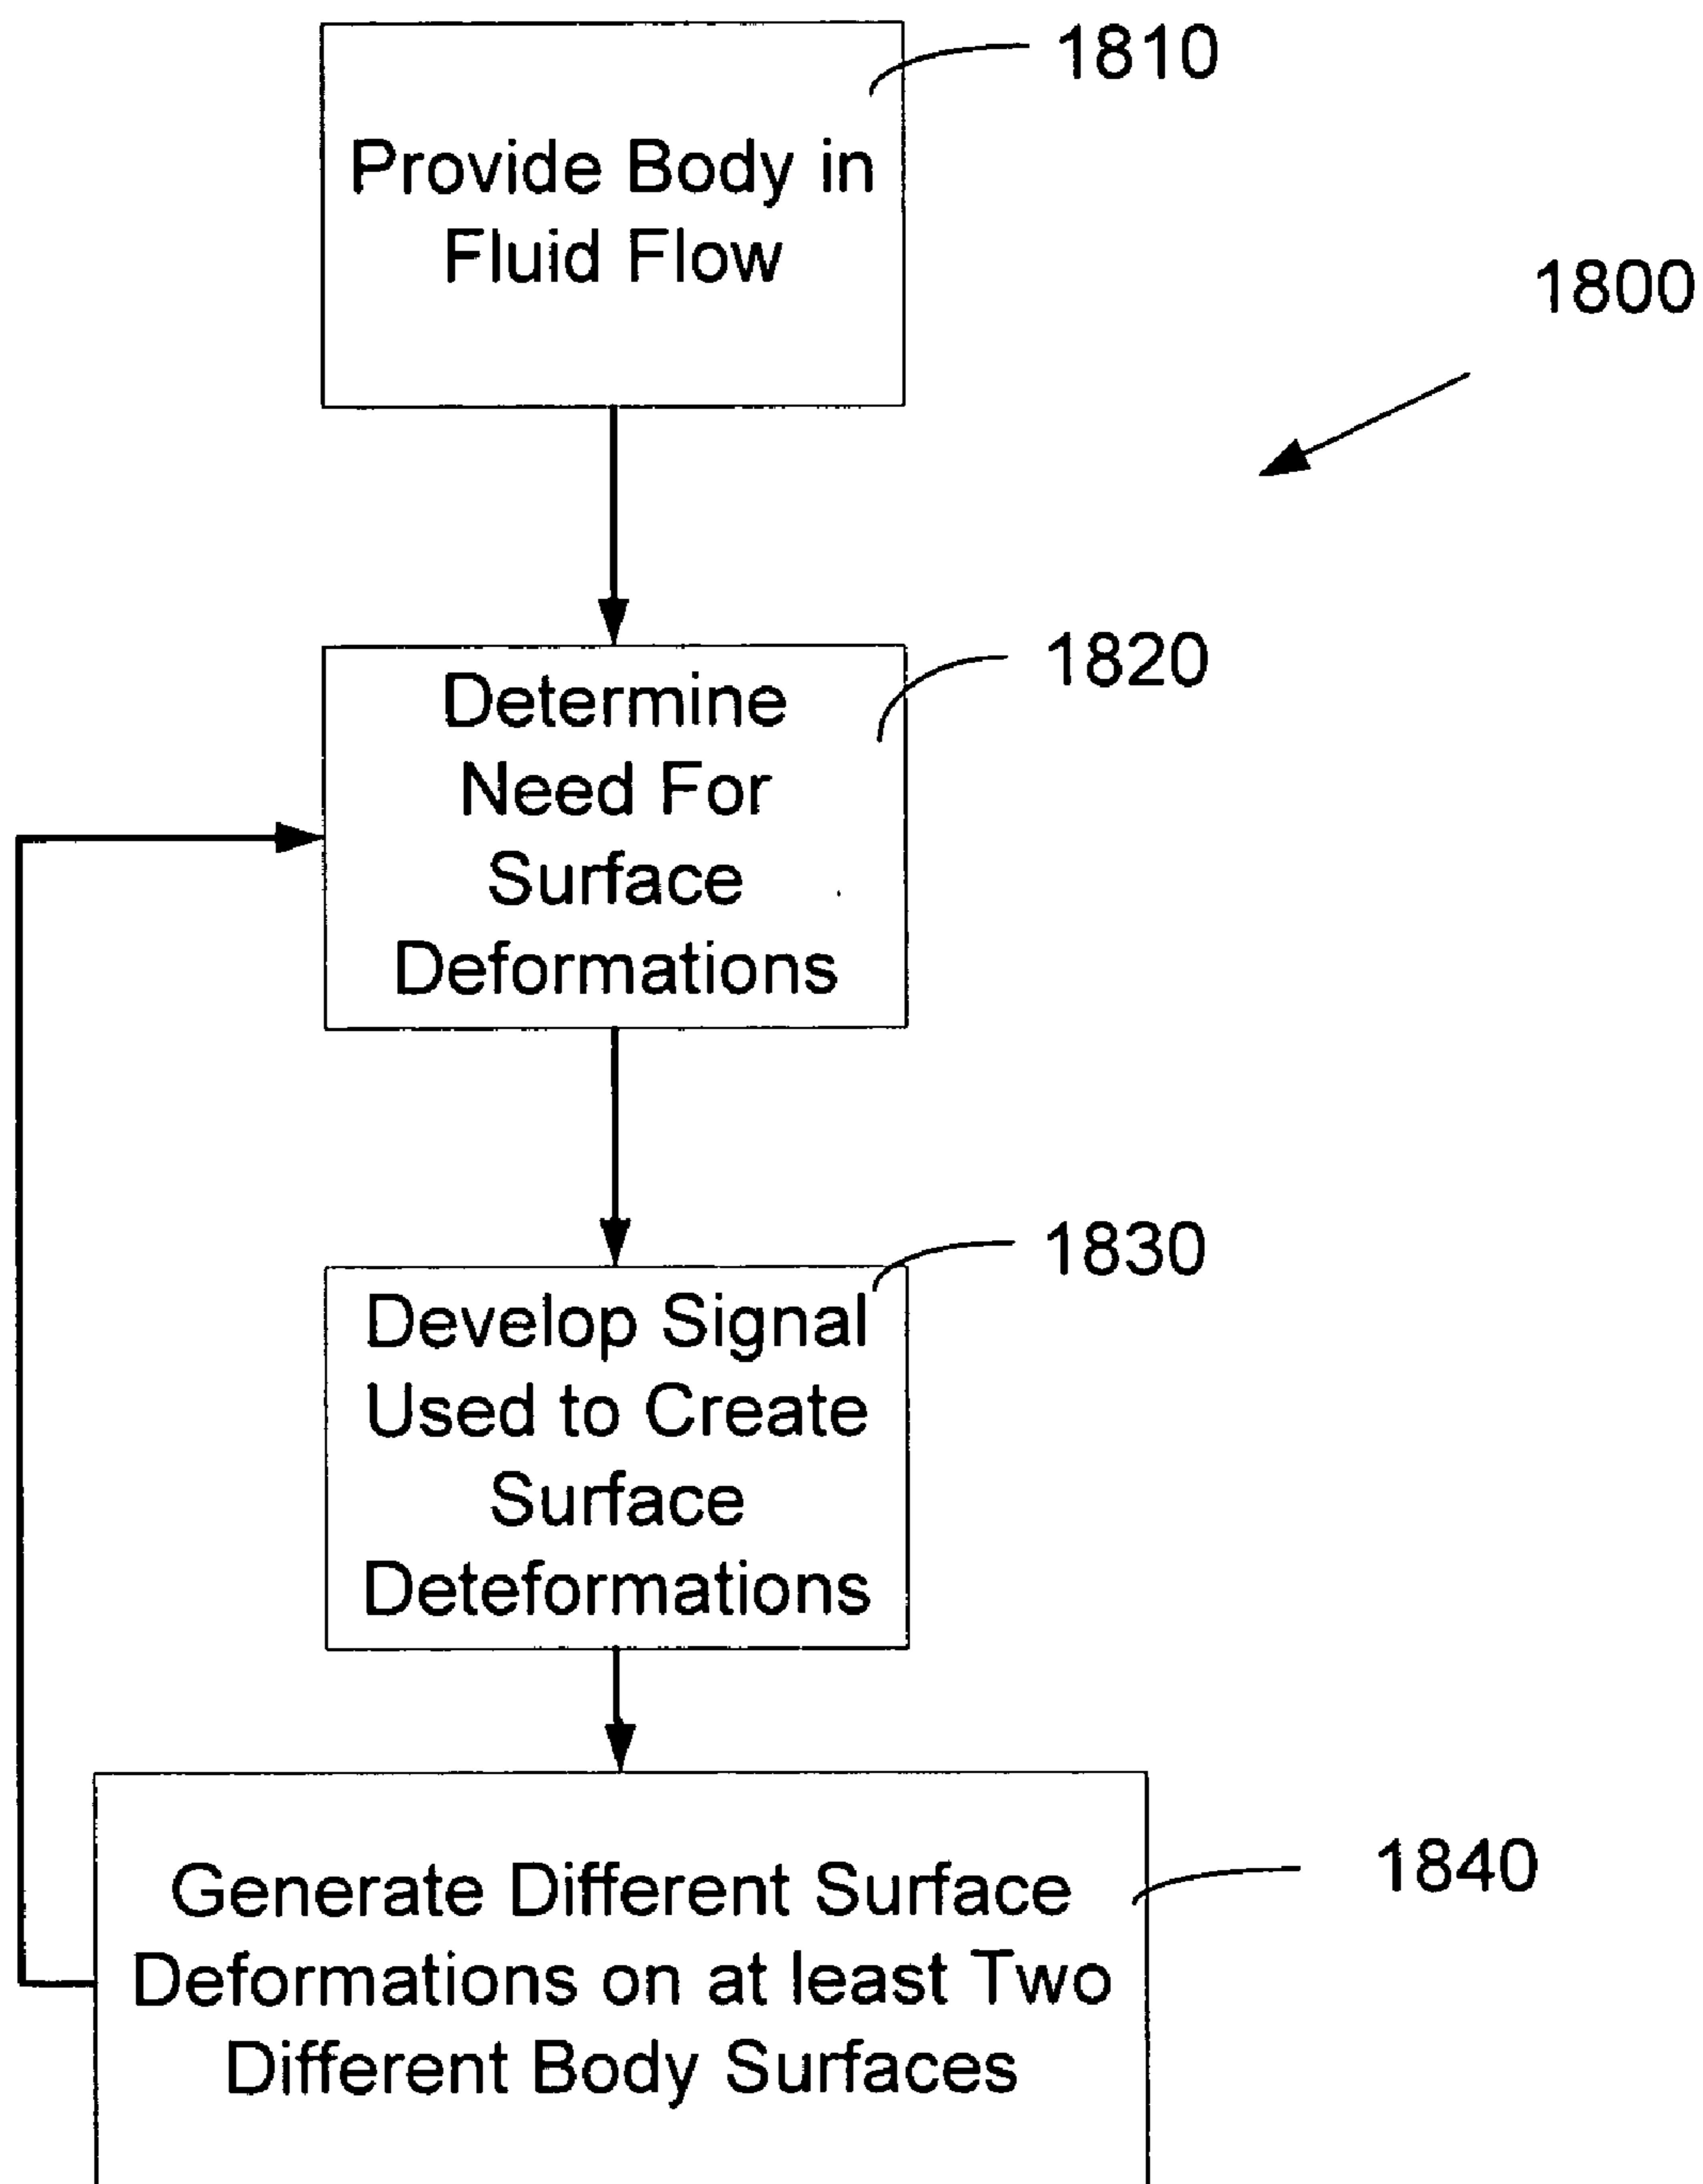 1810
Provide Body in
Fluid Flow
1800
1820
Determine
Need For
Surface
Deformations
1830
Develop Signal
Used to Create
Surface
Deteformations
1840
Generate Different Surface
Deformations on at least Two
Different Body Surfaces